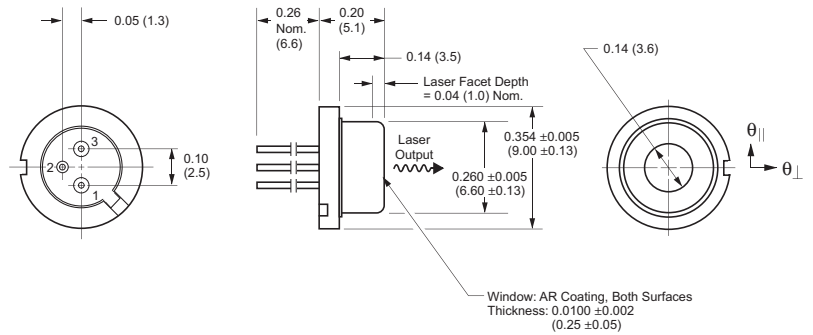 0.05 (1.3)
3
2
1
0.10
(2.5)
0.26
Nom.
(6.6)
0.20
(5.1)
0.14 (3.5)
Laser Facet Depth
= 0.04 (1.0) Nom.
Laser
Output
0.354 ±0.005
(9.00 ±0.13)
0.260 ±0.005
(6.60 ±0.13)
Window: AR Coating, Both Surfaces
Thickness: 0.0100 ±0.002
(0.25 ±0.05)
0.14 (3.6)
θ||
θ⊥